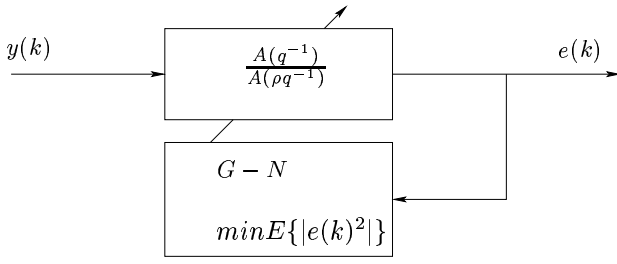 y(k)
e(k)
A(q⁻¹)
A(ρq⁻¹)
G − N
minE{|e(k)²|}